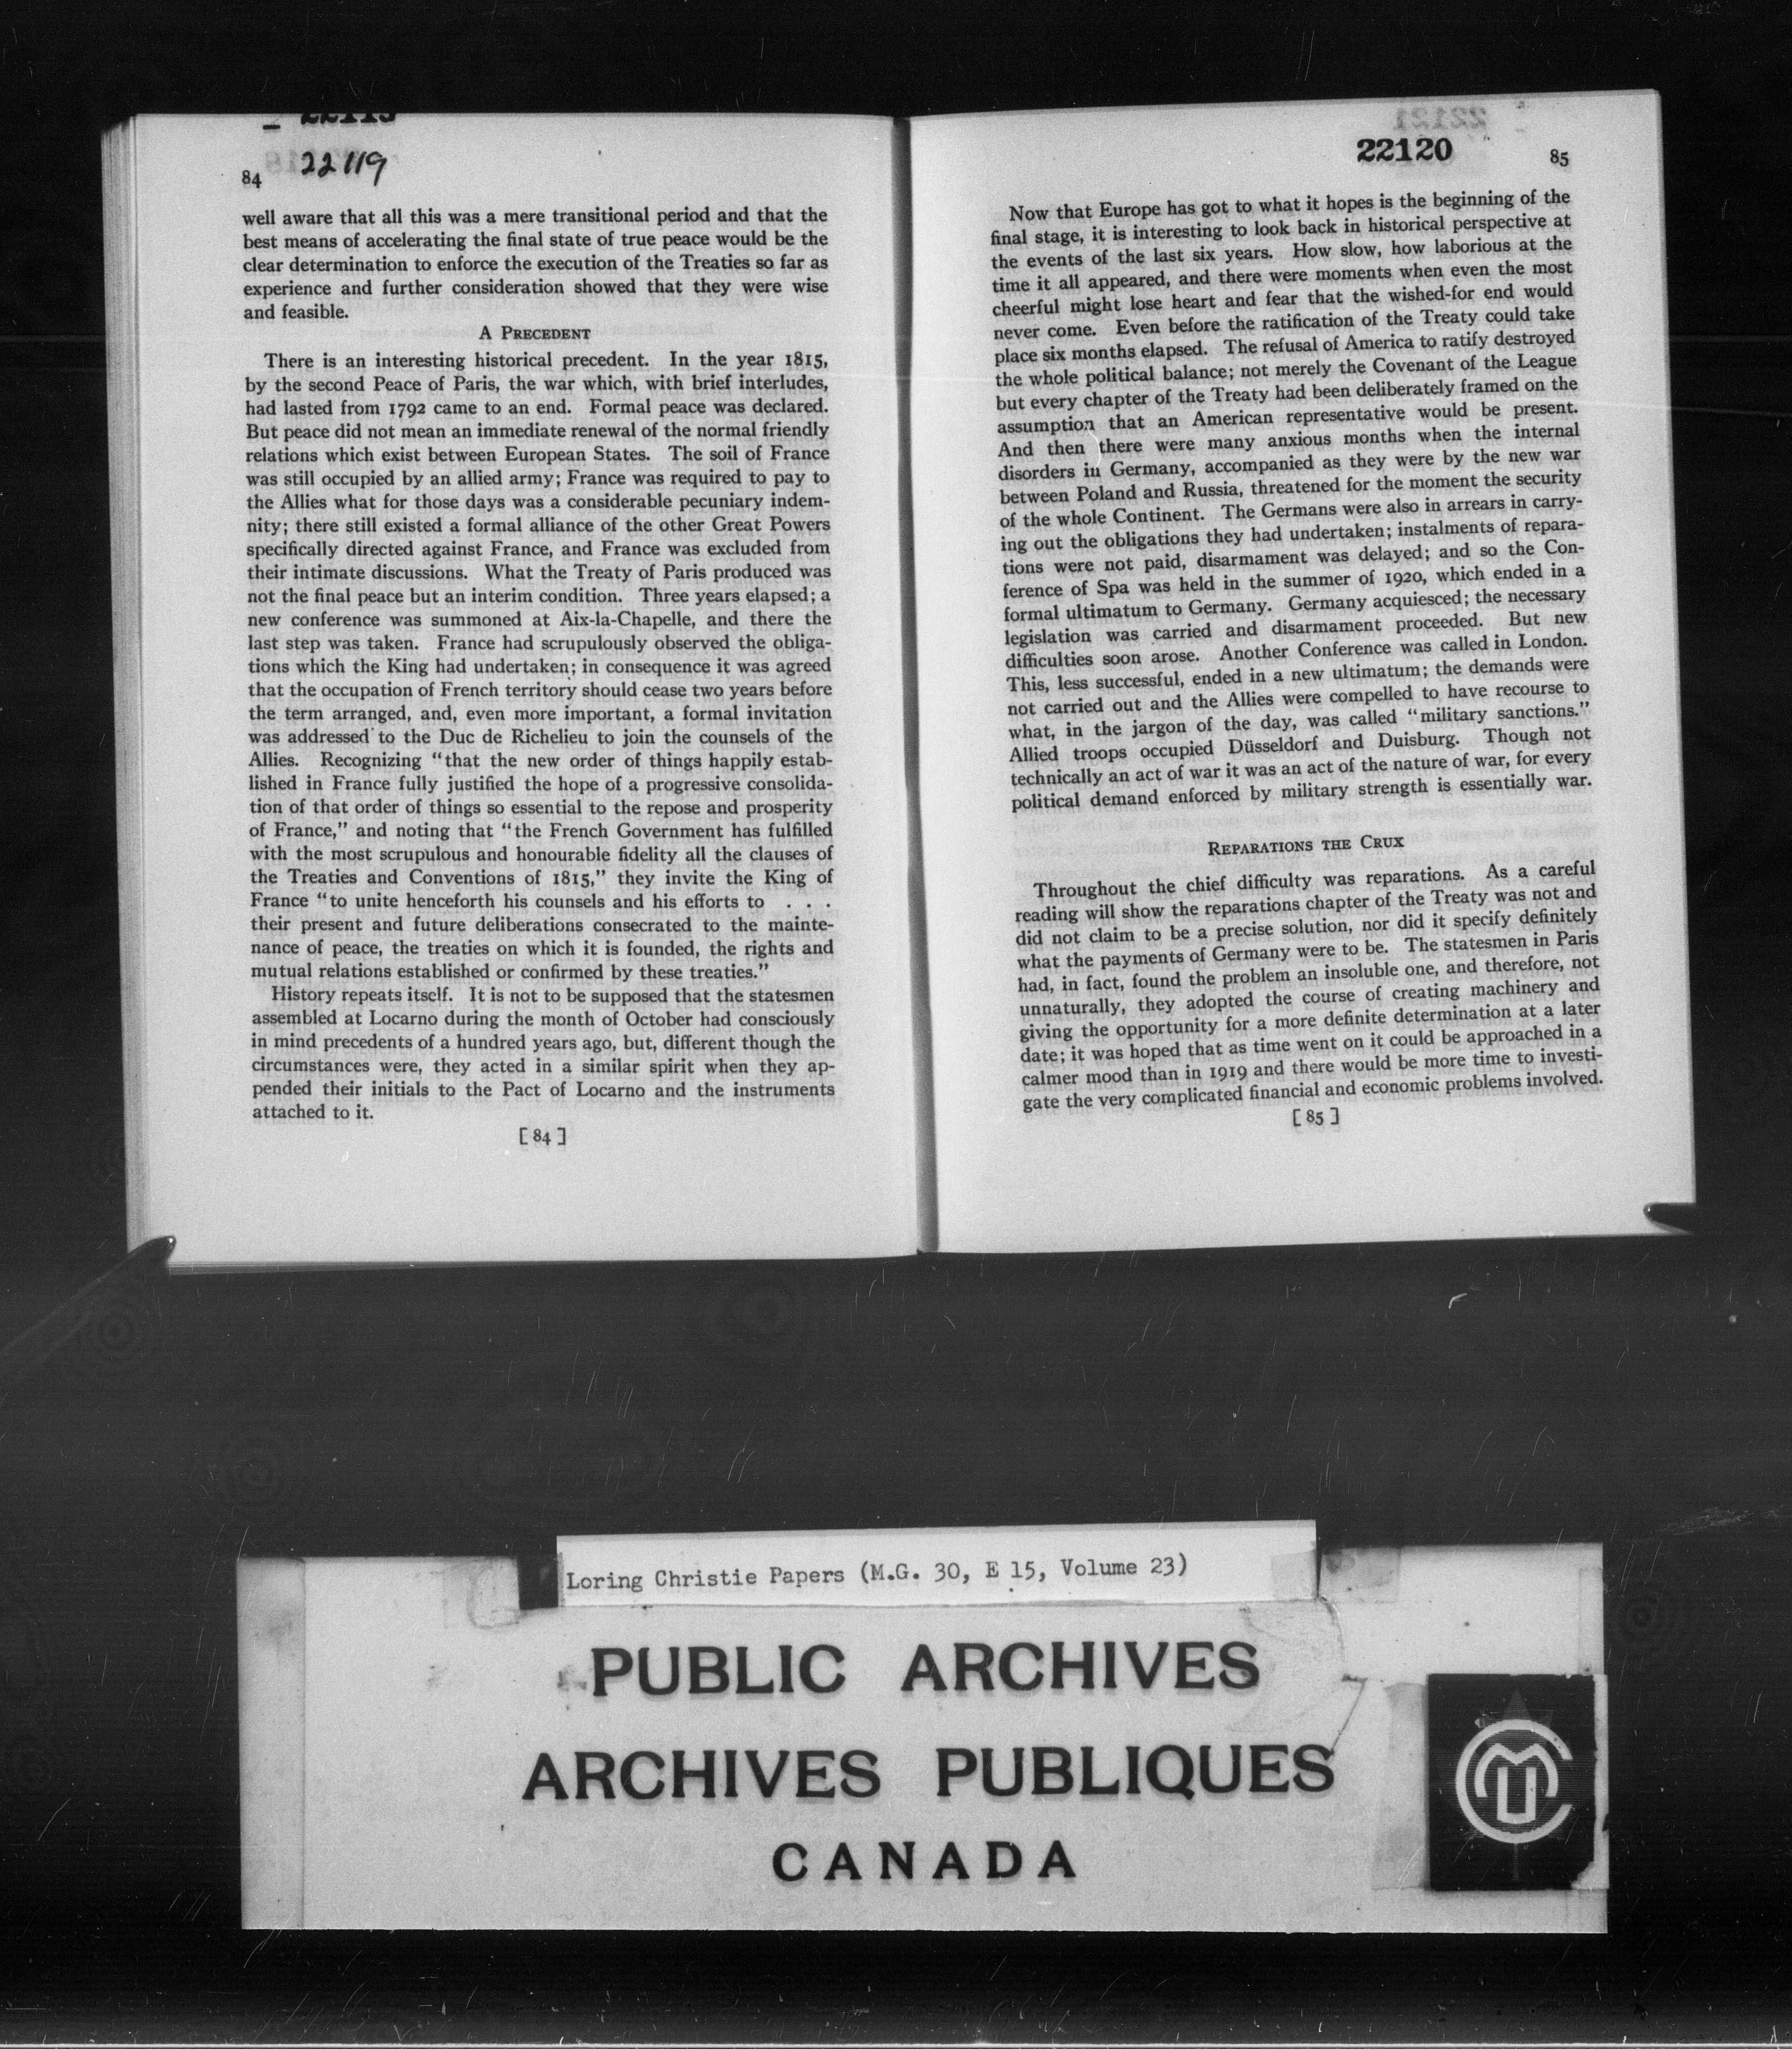 22119
84
well aware that all this was a mere transitional period and that the
best means of accelerating the final state of true peace would be the
clear determination to enforce the execution of the Treaties so far as
experience and further consideration showed that they were wise
and feasible.
A PRECEDENT
There is an interesting historical precedent. In the year 1815,
by the second Peace of Paris, the war which, with brief interludes,
had lasted from 1792 came to an end. Formal peace was declared.
But peace did not mean an immediate renewal of the normal friendly
relations which exist between European States. The soil of France
was still occupied by an allied army; France was required to pay to
the Allies what for those days was a considerable pecuniary indem-
nity; there still existed a formal alliance of the other Great Powers
specifically directed against France, and France was excluded from
their intimate discussions. What the Treaty of Paris produced was
not the final peace but an interim condition. Three years elapsed; a
new conference was summoned at Aix-la-Chapelle, and there the
last step was taken. France had scrupulously observed the obliga-
tions which the King had undertaken; in consequence it was agreed
that the occupation of French territory should cease two years before
the term arranged, and, even more important, a formal invitation
was addressed to the Duc de Richelieu to join the counsels of the
Allies. Recognizing "that the new order of things happily estab-
lished in France fully justified the hope of a progressive consolida-
tion of that order of things so essential to the repose and prosperity
of France," and noting that "the French Government has fulfilled
with the most scrupulous and honourable fidelity all the clauses of
the Treaties and Conventions of 1815," they invite the King of
France "to unite henceforth his counsels and his efforts to . . .
their present and future deliberations consecrated to the mainte-
nance of peace, the treaties on which it is founded, the rights and
mutual relations established or confirmed by these treaties."
History repeats itself. It is not to be supposed that the statesmen
assembled at Locarno during the month of October had consciously
in mind precedents of a hundred years ago, but, different though the
circumstances were, they acted in a similar spirit when they ap-
pended their initials to the Pact of Locarno and the instruments
attached to it.
[ 84 ]
22120
85
Now that Europe has got to what it hopes is the beginning of the
final stage, it is interesting to look back in historical perspective at
the events of the last six years. How slow, how laborious at the
time it all appeared, and there were moments when even the most
cheerful might lose heart and fear that the wished-for end would
never come. Even before the ratification of the Treaty could take
place six months elapsed. The refusal of America to ratify destroyed
the whole political balance; not merely the Covenant of the League
but every chapter of the Treaty had been deliberately framed on the
assumption that an American representative would be present.
And then there were many anxious months when the internal
disorders in Germany, accompanied as they were by the new war
between Poland and Russia, threatened for the moment the security
of the whole Continent. The Germans were also in arrears in carry-
ing out the obligations they had undertaken; instalments of repara-
tions were not paid, disarmament was delayed; and so the Con-
ference of Spa was held in the summer of 1920, which ended in a
formal ultimatum to Germany. Germany acquiesced; the necessary
legislation was carried and disarmament proceeded. But new
difficulties soon arose. Another Conference was called in London.
This, less successful, ended in a new ultimatum; the demands were
not carried out and the Allies were compelled to have recourse to
what, in the jargon of the day, was called "military sanctions."
Allied troops occupied Düsseldorf and Duisburg. Though not
technically an act of war it was an act of the nature of war, for every
political demand enforced by military strength is essentially war.
REPARATIONS THE CRUX
Throughout the chief difficulty was reparations. As a careful
reading will show the reparations chapter of the Treaty was not and
did not claim to be a precise solution, nor did it specify definitely
what the payments of Germany were to be. The statesmen in Paris
had, in fact, found the problem an insoluble one, and therefore, not
unnaturally, they adopted the course of creating machinery and
giving the opportunity for a more definite determination at a later
date; it was hoped that as time went on it could be approached in a
calmer mood than in 1919 and there would be more time to investi-
gate the very complicated financial and economic problems involved.
[ 85 ]
Loring Christie Papers (M.G. 30, E 15, Volume 23)
PUBLIC ARCHIVES
ARCHIVES PUBLIQUES
CANADA